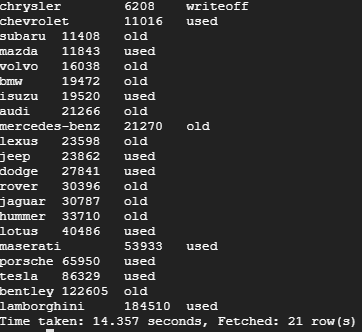 chrysler 6208 writeoff
chevrolet 11016 used
subaru 11408 old
mazda 11843 used
volvo 16038 old
bmw 19472 old
isuzu 19520 used
audi 21266 old
mercedes-benz 21270 old
lexus 23598 old
jeep 23862 used
dodge 27841 used
rover 30396 old
jaguar 30787 old
hummer 33710 old
lotus 40486 used
maserati 53933 used
porsche 65950 used
tesla 86329 used
bentley 122605 old
lamborghini 184510 used
Time taken: 14.357 seconds, Fetched: 21 row(s)